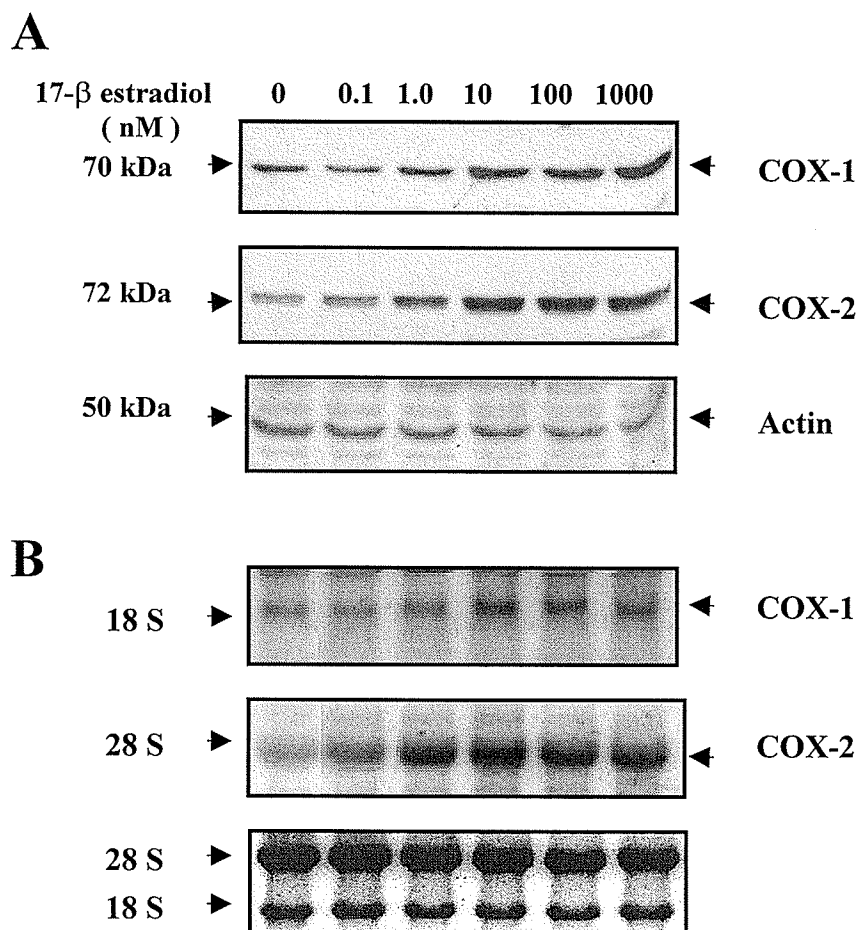 A
17-β estradiol 0 0.1 1.0 10 100 1000
( nM )
70 kDa COX-1
72 kDa COX-2
50 kDa Actin
B
18 S COX-1
28 S COX-2
28 S
18 S